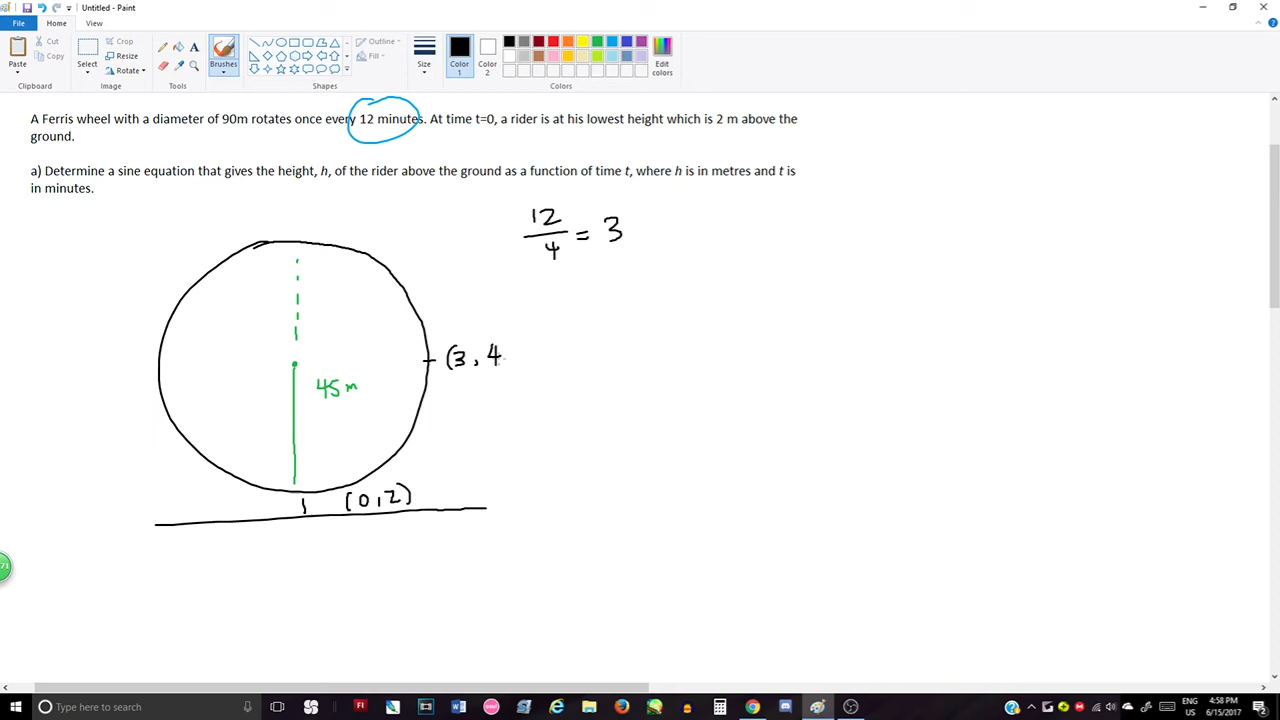 Untitled - Paint
File
Home
View
Paste
Cut
Copy
Clipboard
Select
Crop
Resize
Rotate
Image
A
Tools
Brushes
Shapes
Outline
Fill
Size
Color 1
Color 2
Edit colors
Colors
A Ferris wheel with a diameter of 90m rotates once every 12 minutes. At time t=0, a rider is at his lowest height which is 2 m above the
ground.
a) Determine a sine equation that gives the height, h, of the rider above the ground as a function of time t, where h is in metres and t is
in minutes.
12
4
= 3
(3, 4
45m
(0,2)
71
Type here to search
ENG
US
4:58 PM
6/15/2017